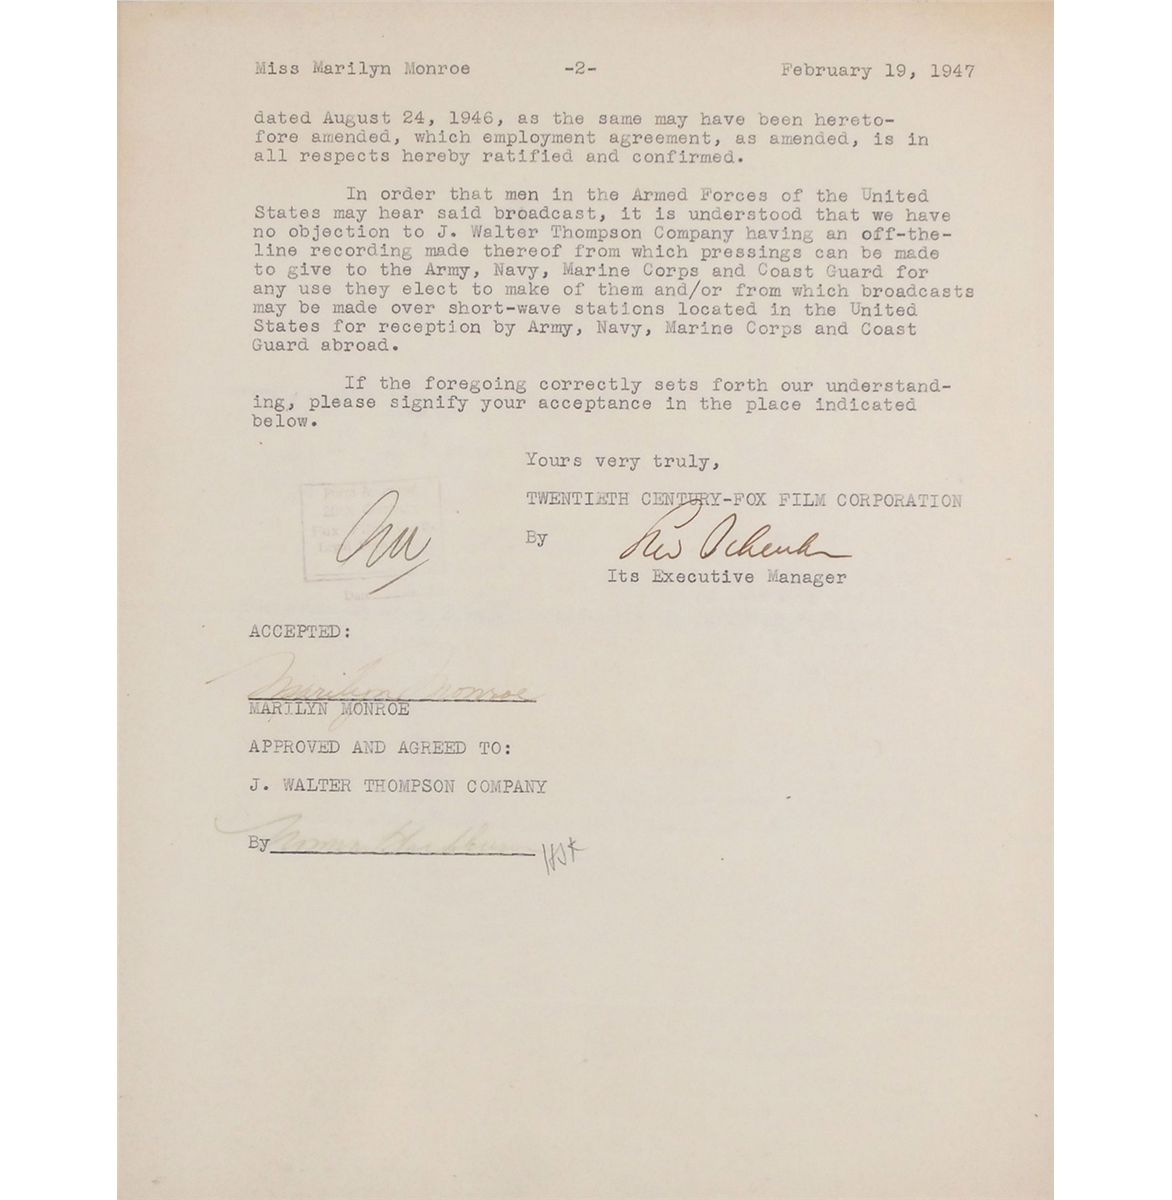 Miss Marilyn Monroe -2- February 19, 1947
dated August 24, 1946, as the same may have been hereto-
fore amended, which employment agreement, as amended, is in
all respects hereby ratified and confirmed.
In order that men in the Armed Forces of the United
States may hear said broadcast, it is understood that we have
no objection to J. Walter Thompson Company having an off-the-
line recording made thereof from which pressings can be made
to give to the Army, Navy, Marine Corps and Coast Guard for
any use they elect to make of them and/or from which broadcasts
may be made over short-wave stations located in the United
States for reception by Army, Navy, Marine Corps and Coast
Guard abroad.
If the foregoing correctly sets forth our understand-
ing, please signify your acceptance in the place indicated
below.
Yours very truly,
TWENTIETH CENTURY-FOX FILM CORPORATION
By Lew Schenk
Its Executive Manager
ACCEPTED:
Marilyn Monroe
MARILYN MONROE
APPROVED AND AGREED TO:
J. WALTER THOMPSON COMPANY
By